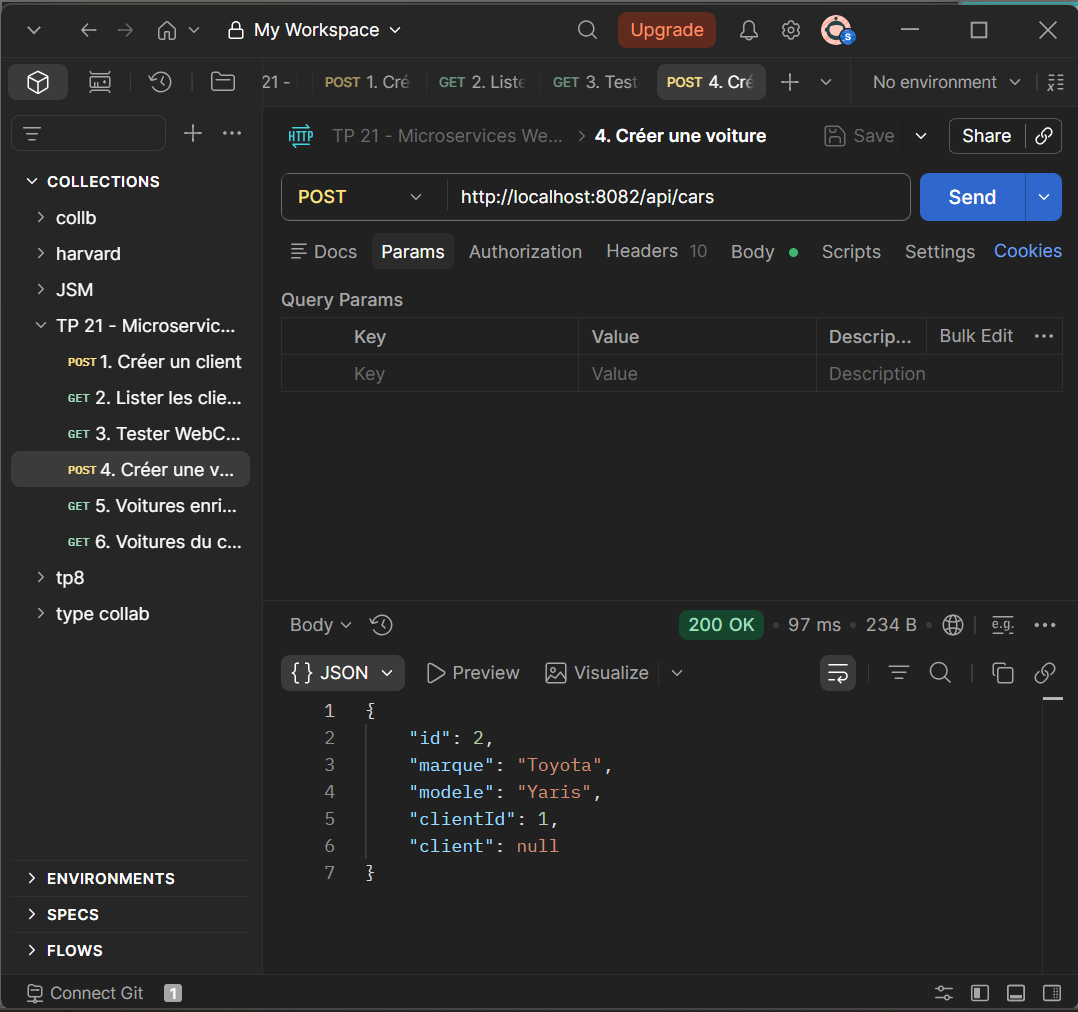 My Workspace
Upgrade
S
21 -
POST 1. Cré
GET 2. Liste
GET 3. Test
POST 4. Cré
No environment
HTTP
TP 21 - Microservices We... > 4. Créer une voiture
Save
Share
COLLECTIONS
collb
harvard
JSM
TP 21 - Microservic...
POST 1. Créer un client
GET 2. Lister les clie...
GET 3. Tester WebC...
POST 4. Créer une v...
GET 5. Voitures enri...
GET 6. Voitures du c...
tp8
type collab
ENVIRONMENTS
SPECS
FLOWS
POST
http://localhost:8082/api/cars
Send
Docs Params Authorization Headers 10 Body Scripts Settings Cookies
Query Params
Key Value Descrip... Bulk Edit
Key Value Description
Body
200 OK • 97 ms • 234 B
e.g.
{} JSON
Preview
Visualize
1 {
2 "id": 2,
3 "marque": "Toyota",
4 "modele": "Yaris",
5 "clientId": 1,
6 "client": null
7 }
Connect Git
1